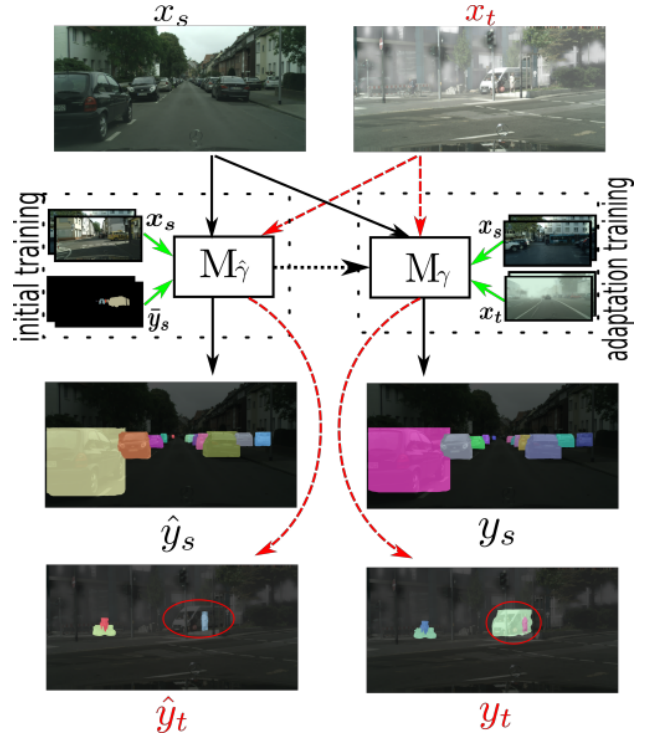 x_s
x_t
initial training
x_s
ȳ_s
M_γ̂
M_γ
x_s
x_t
adaptation training
ŷ_s
y_s
ŷ_t
y_t